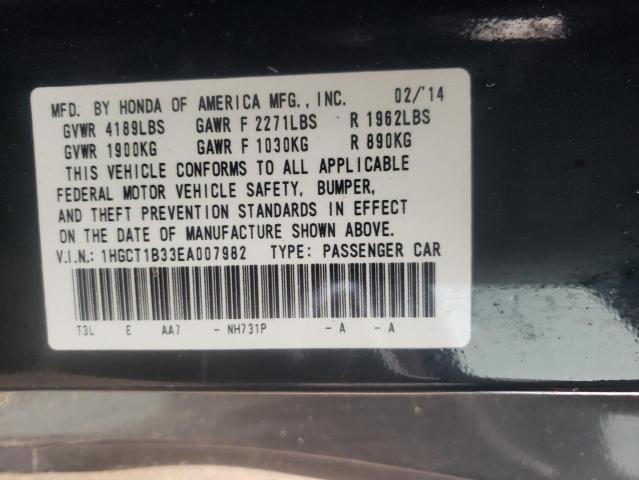 MFD. BY HONDA OF AMERICA MFG., INC. 02/'14
GVWR 4189LBS GAWR F 2271LBS R 1962LBS
GVWR 1900KG GAWR F 1030KG R 890KG
THIS VEHICLE CONFORMS TO ALL APPLICABLE
FEDERAL MOTOR VEHICLE SAFETY, BUMPER,
AND THEFT PREVENTION STANDARDS IN EFFECT
ON THE DATE OF MANUFACTURE SHOWN ABOVE.
V.I.N.: 1HGCT1B33EA007982 TYPE: PASSENGER CAR
T3L E AA7 - NH731P - A - A